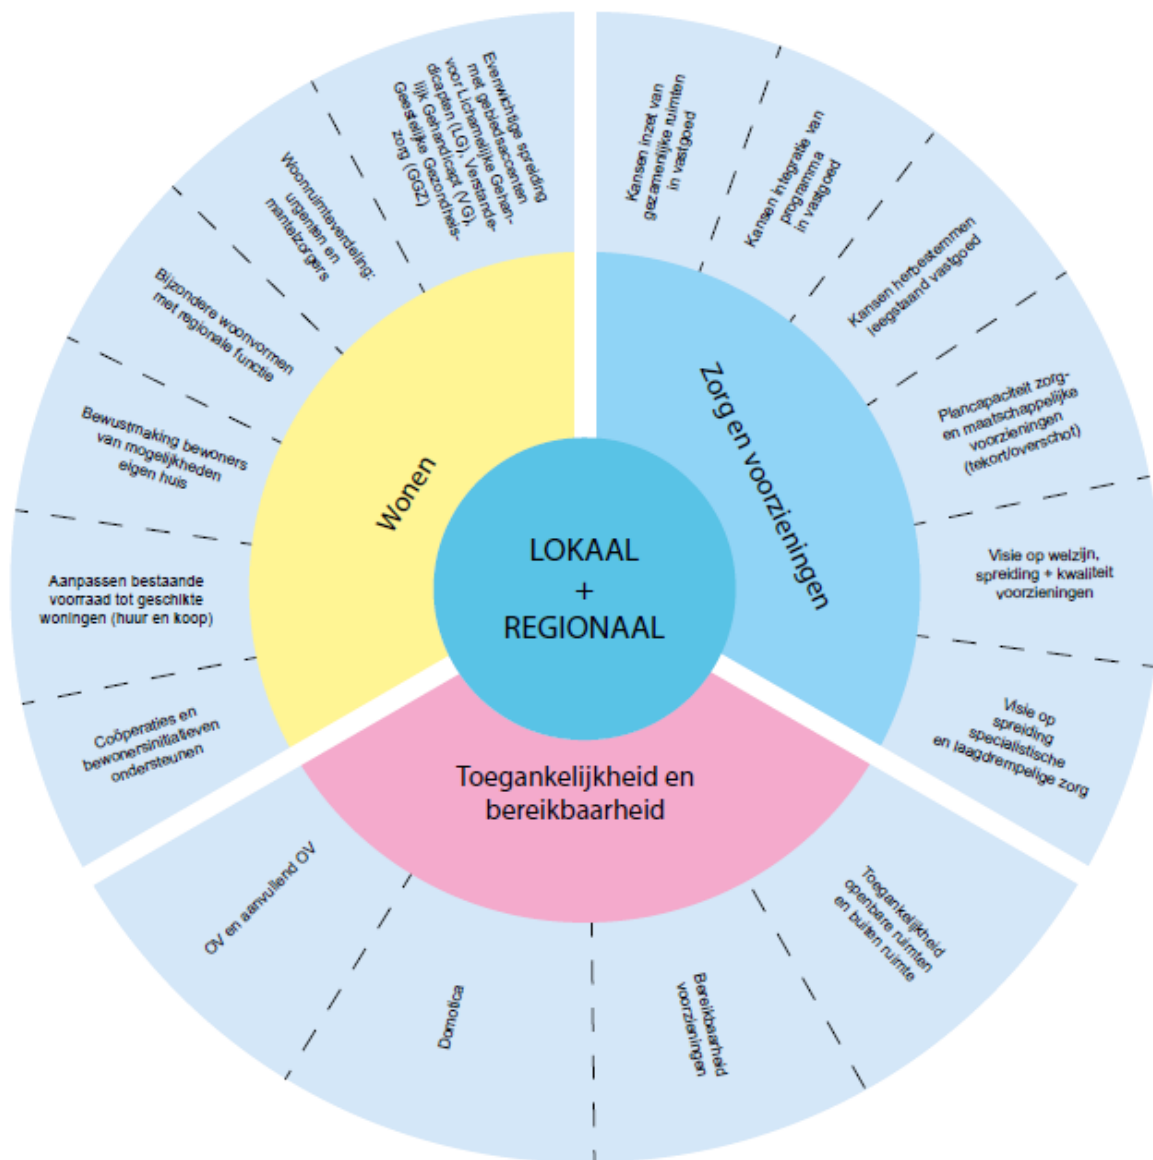 LOKAAL
+
REGIONAAL
Wonen
Zorg en voorzieningen
Toegankelijkheid en
bereikbaarheid
Evenwichtige spreiding
met gebiedsaccenten
voor Lichamelijke Gehan-
dicapten (LG), Verstande-
lijk Gehandicapt (VG),
Geestelijke Gezondheis-
zorg (GGZ)
Woonruimteverdeling:
urgenten en
mantelzorgers
Bijzondere woonvormen
met regionale functie
Bewustmaking bewoners
van mogelijkheden
eigen huis
Aanpassen bestaande
voorraad tot geschikte
woningen (huur en koop)
Coöperaties en
bewonersinitiatieven
ondersteunen
Kansen inzet van
gezamenlijke ruimten
in vastgoed
Kansen integratie van
programma
in vastgoed
Kansen herbestemmen
leegstaand vastgoed
Plancapaciteit zorg-
en maatschappelijke
voorzieningen
(tekort/overschot)
Visie op welzijn,
spreiding + kwaliteit
voorzieningen
Visie op
spreiding
specialistische
en laagdrempelige zorg
Toegankelijkheid
openbare ruimten
en buiten ruimte
Bereikbaarheid
voorzieningen
Domotica
OV en aanvullend OV